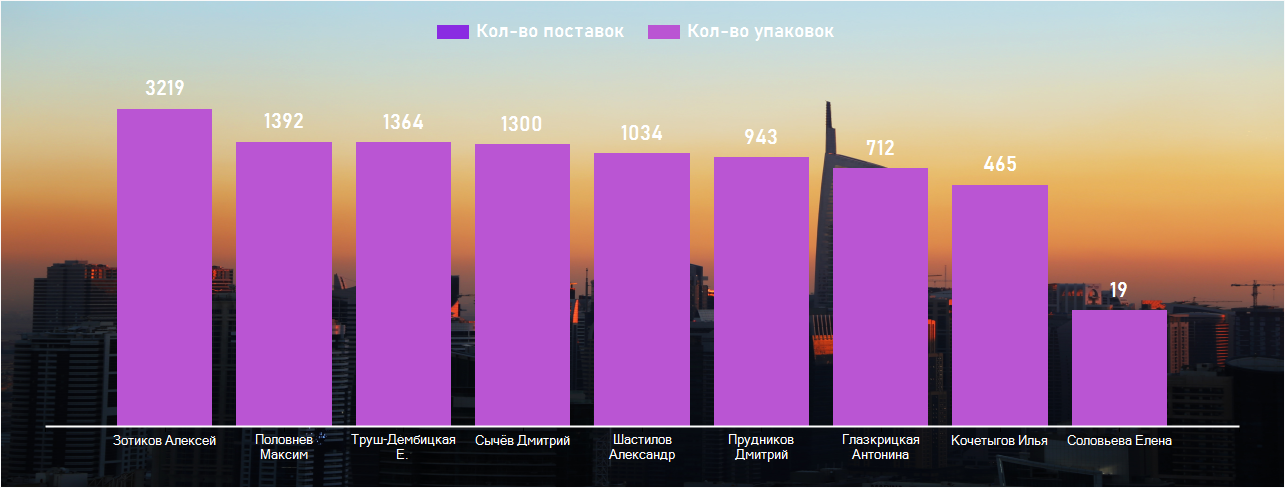 Кол-во поставок Кол-во упаковок
3219
1392
1364
1300
1034
943
712
465
19
Зотиков Алексей
Половнев
Максим
Труш-Дембицкая
Е.
Сычёв Дмитрий
Шастилов
Александр
Прудников
Дмитрий
Глазкрицкая
Антонина
Кочетыгов Илья
Соловьева Елена